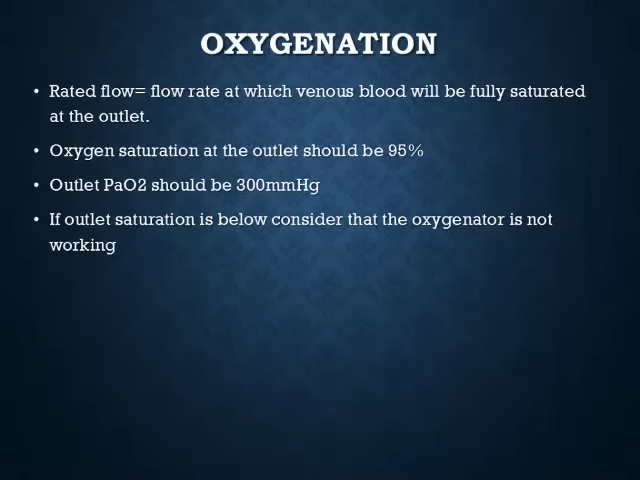 OXYGENATION
• Rated flow= flow rate at which venous blood will be fully saturated
at the outlet.
• Oxygen saturation at the outlet should be 95%
• Outlet PaO2 should be 300mmHg
• If outlet saturation is below consider that the oxygenator is not
working